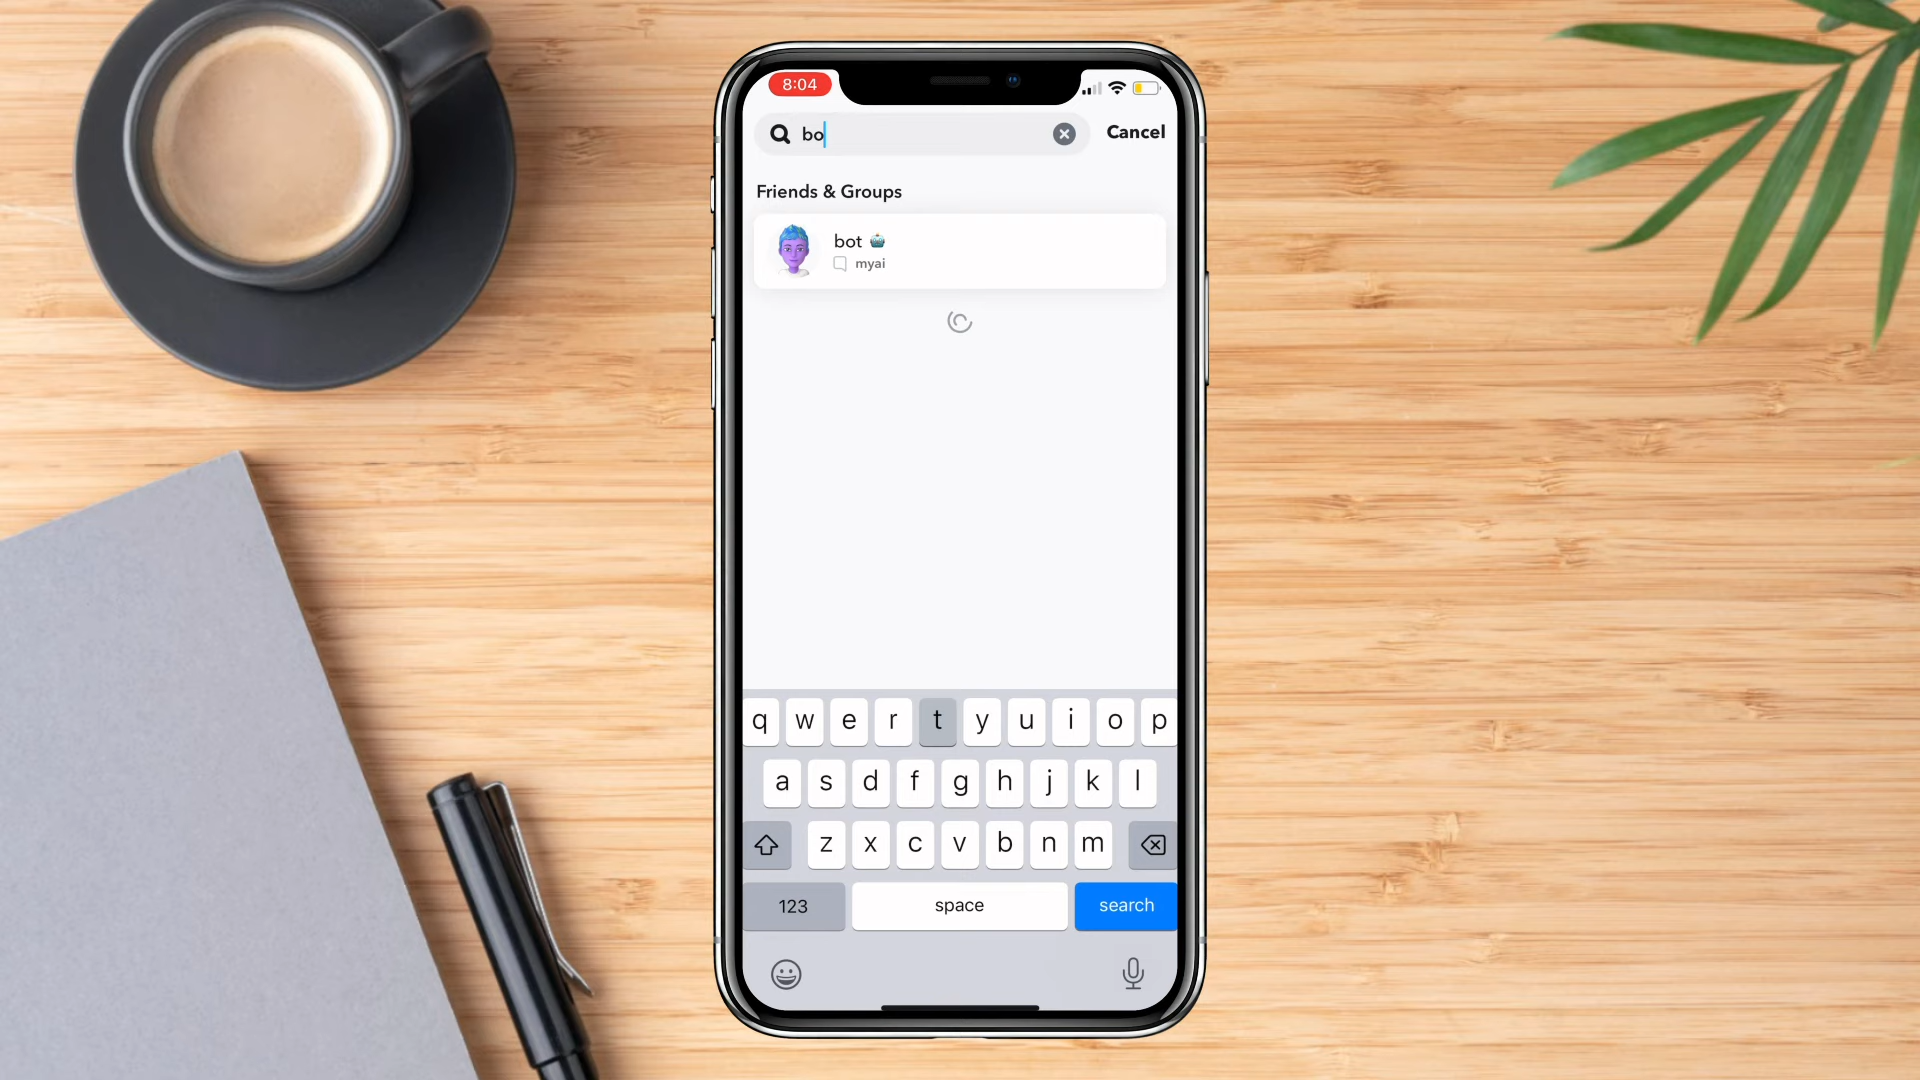 8:04
bo
Cancel
Friends & Groups
bot 🤖
myai
q w e r t y u i o p
a s d f g h j k l
z x c v b n m
123 space search